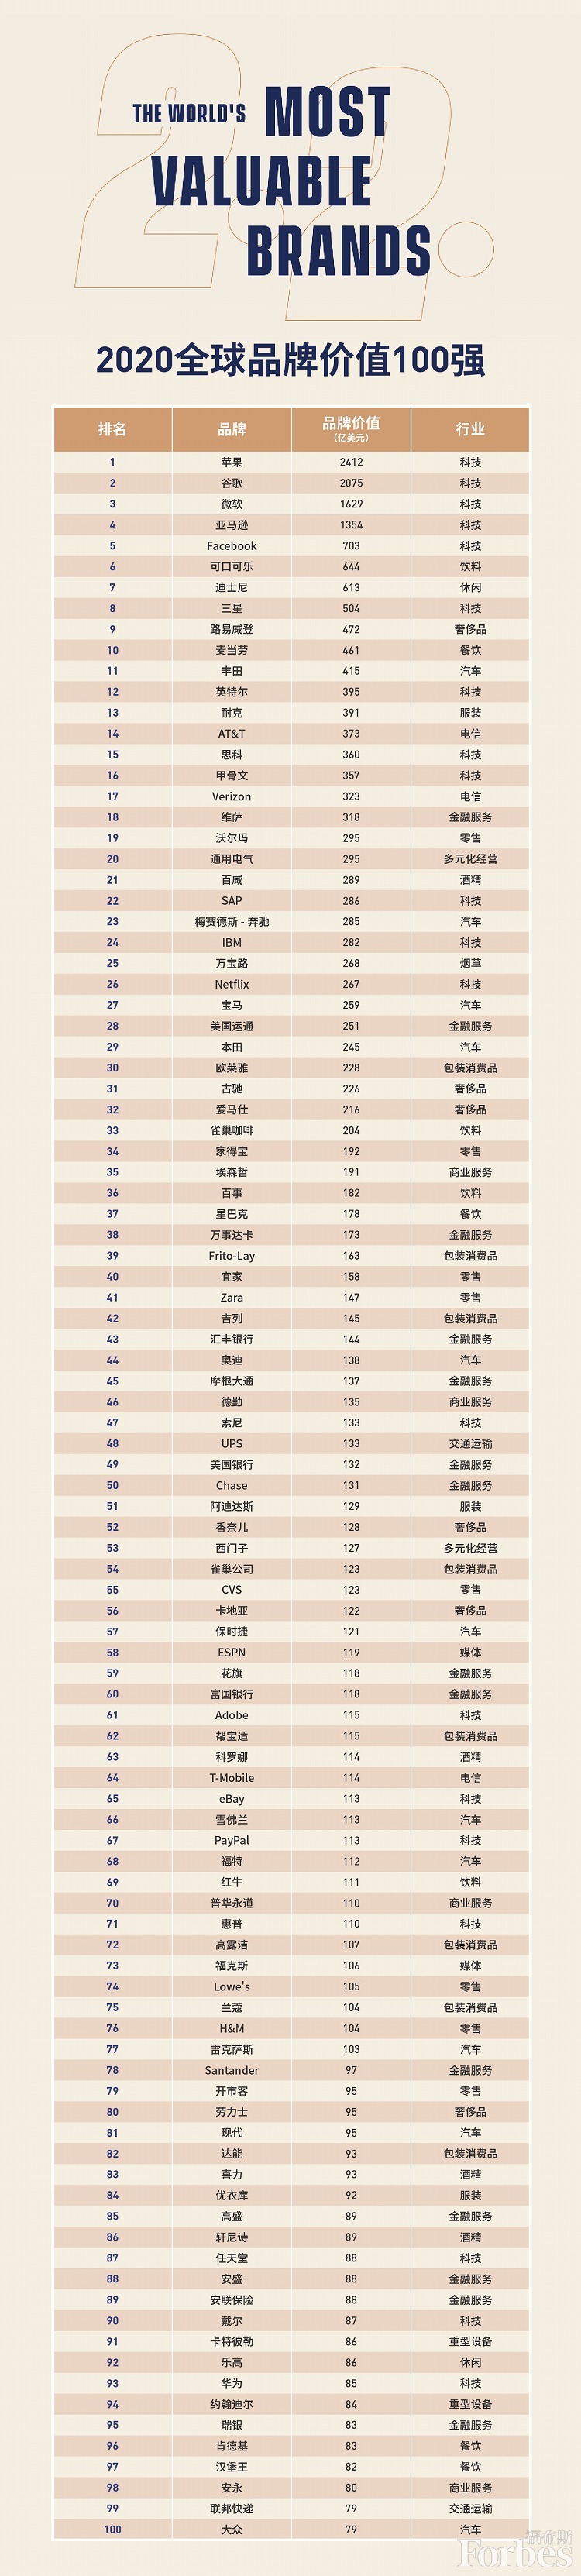 THE WORLD'S MOST
VALUABLE
BRANDS
2020全球品牌价值100强
排名 品牌 品牌价值（亿美元） 行业
1 苹果 2412 科技
2 谷歌 2075 科技
3 微软 1629 科技
4 亚马逊 1354 科技
5 Facebook 703 科技
6 可口可乐 644 饮料
7 迪士尼 613 休闲
8 三星 504 科技
9 路易威登 472 奢侈品
10 麦当劳 461 餐饮
11 丰田 415 汽车
12 英特尔 395 科技
13 耐克 391 服装
14 AT&T 373 电信
15 思科 360 科技
16 甲骨文 357 科技
17 Verizon 323 电信
18 维萨 318 金融服务
19 沃尔玛 295 零售
20 通用电气 295 多元化经营
21 百威 289 酒精
22 SAP 286 科技
23 梅赛德斯 - 奔驰 285 汽车
24 IBM 282 科技
25 万宝路 268 烟草
26 Netflix 267 科技
27 宝马 259 汽车
28 美国运通 251 金融服务
29 本田 245 汽车
30 欧莱雅 228 包装消费品
31 古驰 226 奢侈品
32 爱马仕 216 奢侈品
33 雀巢咖啡 204 饮料
34 家得宝 192 零售
35 埃森哲 191 商业服务
36 百事 182 饮料
37 星巴克 178 餐饮
38 万事达卡 173 金融服务
39 Frito-Lay 163 包装消费品
40 宜家 158 零售
41 Zara 147 零售
42 吉列 145 包装消费品
43 汇丰银行 144 金融服务
44 奥迪 138 汽车
45 摩根大通 137 金融服务
46 德勤 135 商业服务
47 索尼 133 科技
48 UPS 133 交通运输
49 美国银行 132 金融服务
50 Chase 131 金融服务
51 阿迪达斯 129 服装
52 香奈儿 128 奢侈品
53 西门子 127 多元化经营
54 雀巢公司 123 包装消费品
55 CVS 123 零售
56 卡地亚 122 奢侈品
57 保时捷 121 汽车
58 ESPN 119 媒体
59 花旗 118 金融服务
60 富国银行 118 金融服务
61 Adobe 115 科技
62 帮宝适 115 包装消费品
63 科罗娜 114 酒精
64 T-Mobile 114 电信
65 eBay 113 科技
66 雪佛兰 113 汽车
67 PayPal 113 科技
68 福特 112 汽车
69 红牛 111 饮料
70 普华永道 110 商业服务
71 惠普 110 科技
72 高露洁 107 包装消费品
73 福克斯 106 媒体
74 Lowe's 105 零售
75 兰蔻 104 包装消费品
76 H&M 104 零售
77 雷克萨斯 103 汽车
78 Santander 97 金融服务
79 开市客 95 零售
80 劳力士 95 奢侈品
81 现代 95 汽车
82 达能 93 包装消费品
83 喜力 93 酒精
84 优衣库 92 服装
85 高盛 89 金融服务
86 轩尼诗 89 酒精
87 任天堂 88 科技
88 安盛 88 金融服务
89 安联保险 88 金融服务
90 戴尔 87 科技
91 卡特彼勒 86 重型设备
92 乐高 86 休闲
93 华为 85 科技
94 约翰迪尔 84 重型设备
95 瑞银 83 金融服务
96 肯德基 83 餐饮
97 汉堡王 82 餐饮
98 安永 80 商业服务
99 联邦快递 79 交通运输
100 大众 79 汽车
福布斯
Forbes